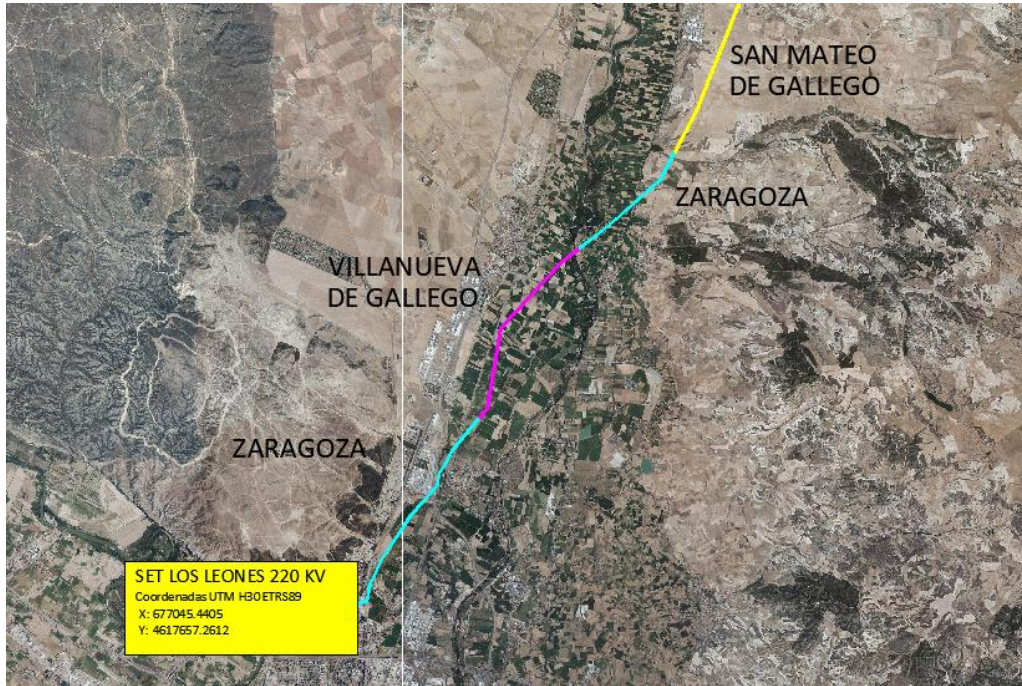 SAN MATEO
DE GALLEGO
ZARAGOZA
VILLANUEVA
DE GALLEGO
ZARAGOZA
SET LOS LEONES 220 KV
Coordenadas UTM H30 ETRS89
X: 677045.4405
Y: 4617657.2612